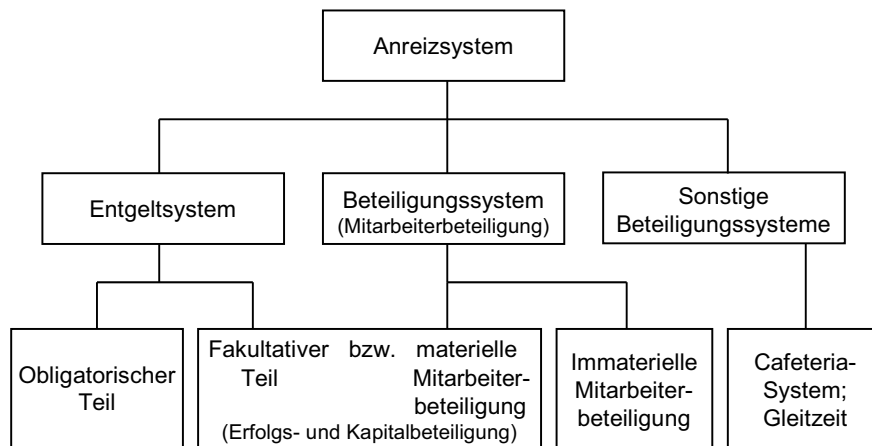 Anreizsystem
Entgeltsystem
Beteiligungssystem
(Mitarbeiterbeteiligung)
Sonstige
Beteiligungssysteme
Obligatorischer
Teil
Fakultativer bzw. materielle
Teil Mitarbeiter-
beteiligung
(Erfolgs- und Kapitalbeteiligung)
Immaterielle
Mitarbeiter-
beteiligung
Cafeteria-
System;
Gleitzeit